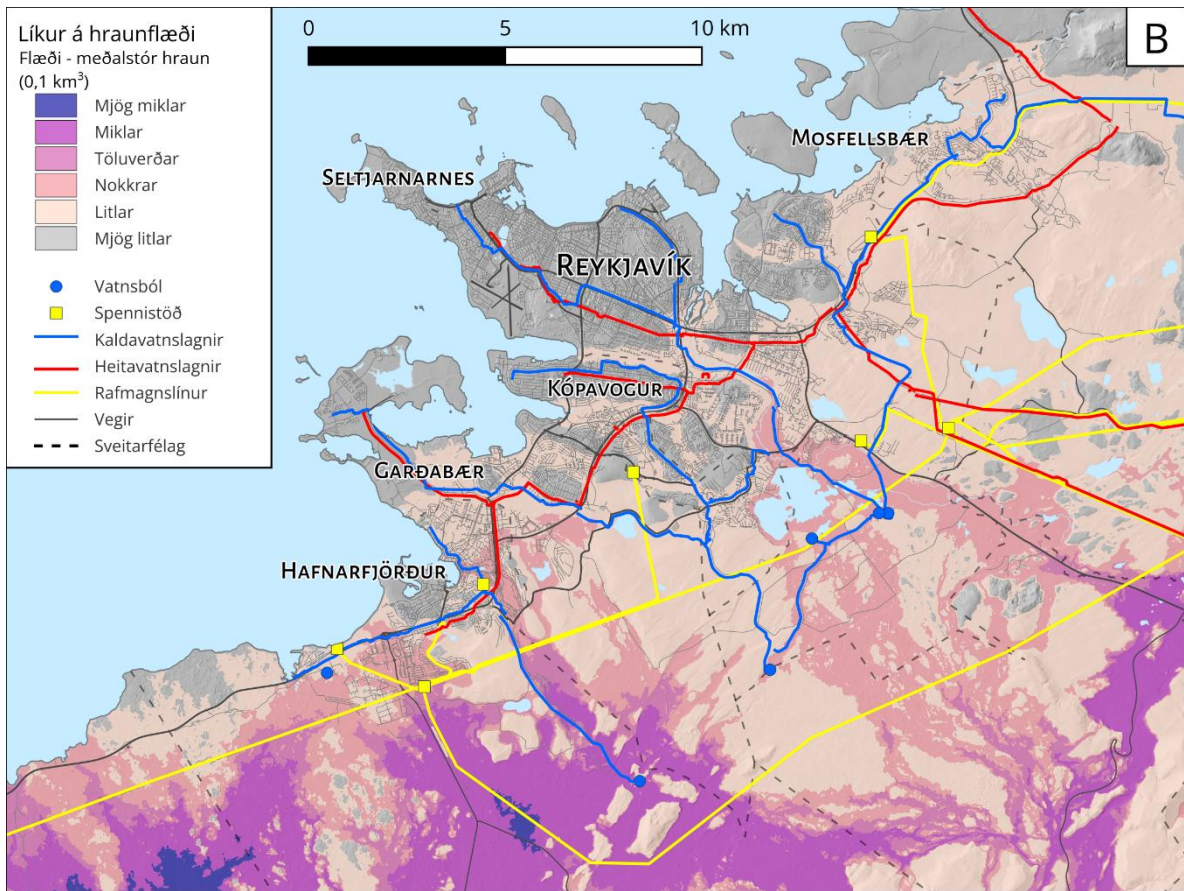 Líkur á hraunflæði
Flæði - meðalstór hraun
(0,1 km³)
Mjög miklar
Miklar
Töluverðar
Nokkrar
Litlar
Mjög litlar
Vatnsból
Spennistöð
Kaldavatnslagnir
Heitavatnslagnir
Rafmagnslínur
Vegir
Sveitarfélag
0 5 10 km
B
Mosfellsbær
Seltjarnarnes
Reykjavík
Kópavogur
Garðabær
Hafnarfjörður